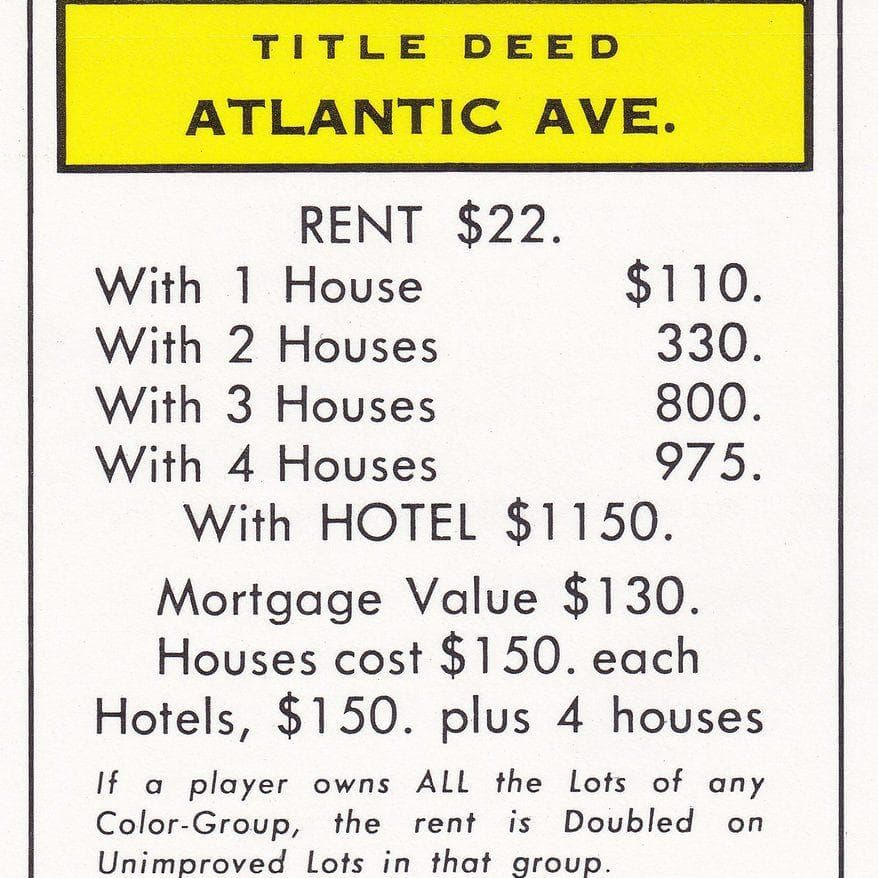 TITLE DEED
ATLANTIC AVE.
RENT $22.
With 1 House $110.
With 2 Houses 330.
With 3 Houses 800.
With 4 Houses 975.
With HOTEL $1150.
Mortgage Value $130.
Houses cost $150. each
Hotels, $150. plus 4 houses
If a player owns ALL the Lots of any
Color-Group, the rent is Doubled on
Unimproved Lots in that group.